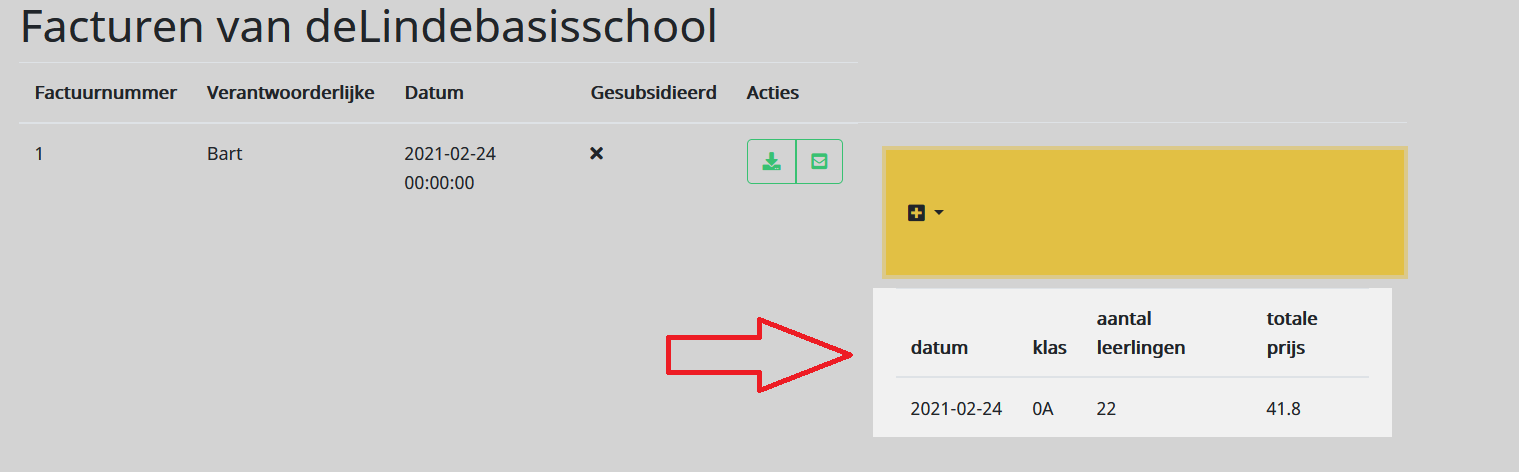 Facturen van deLindebasisschool
Factuurnummer Verantwoorderlijke Datum Gesubsidieerd Acties
1 Bart 2021-02-24
00:00:00
aantal totale
datum klas leerlingen prijs
2021-02-24 0A 22 41.8